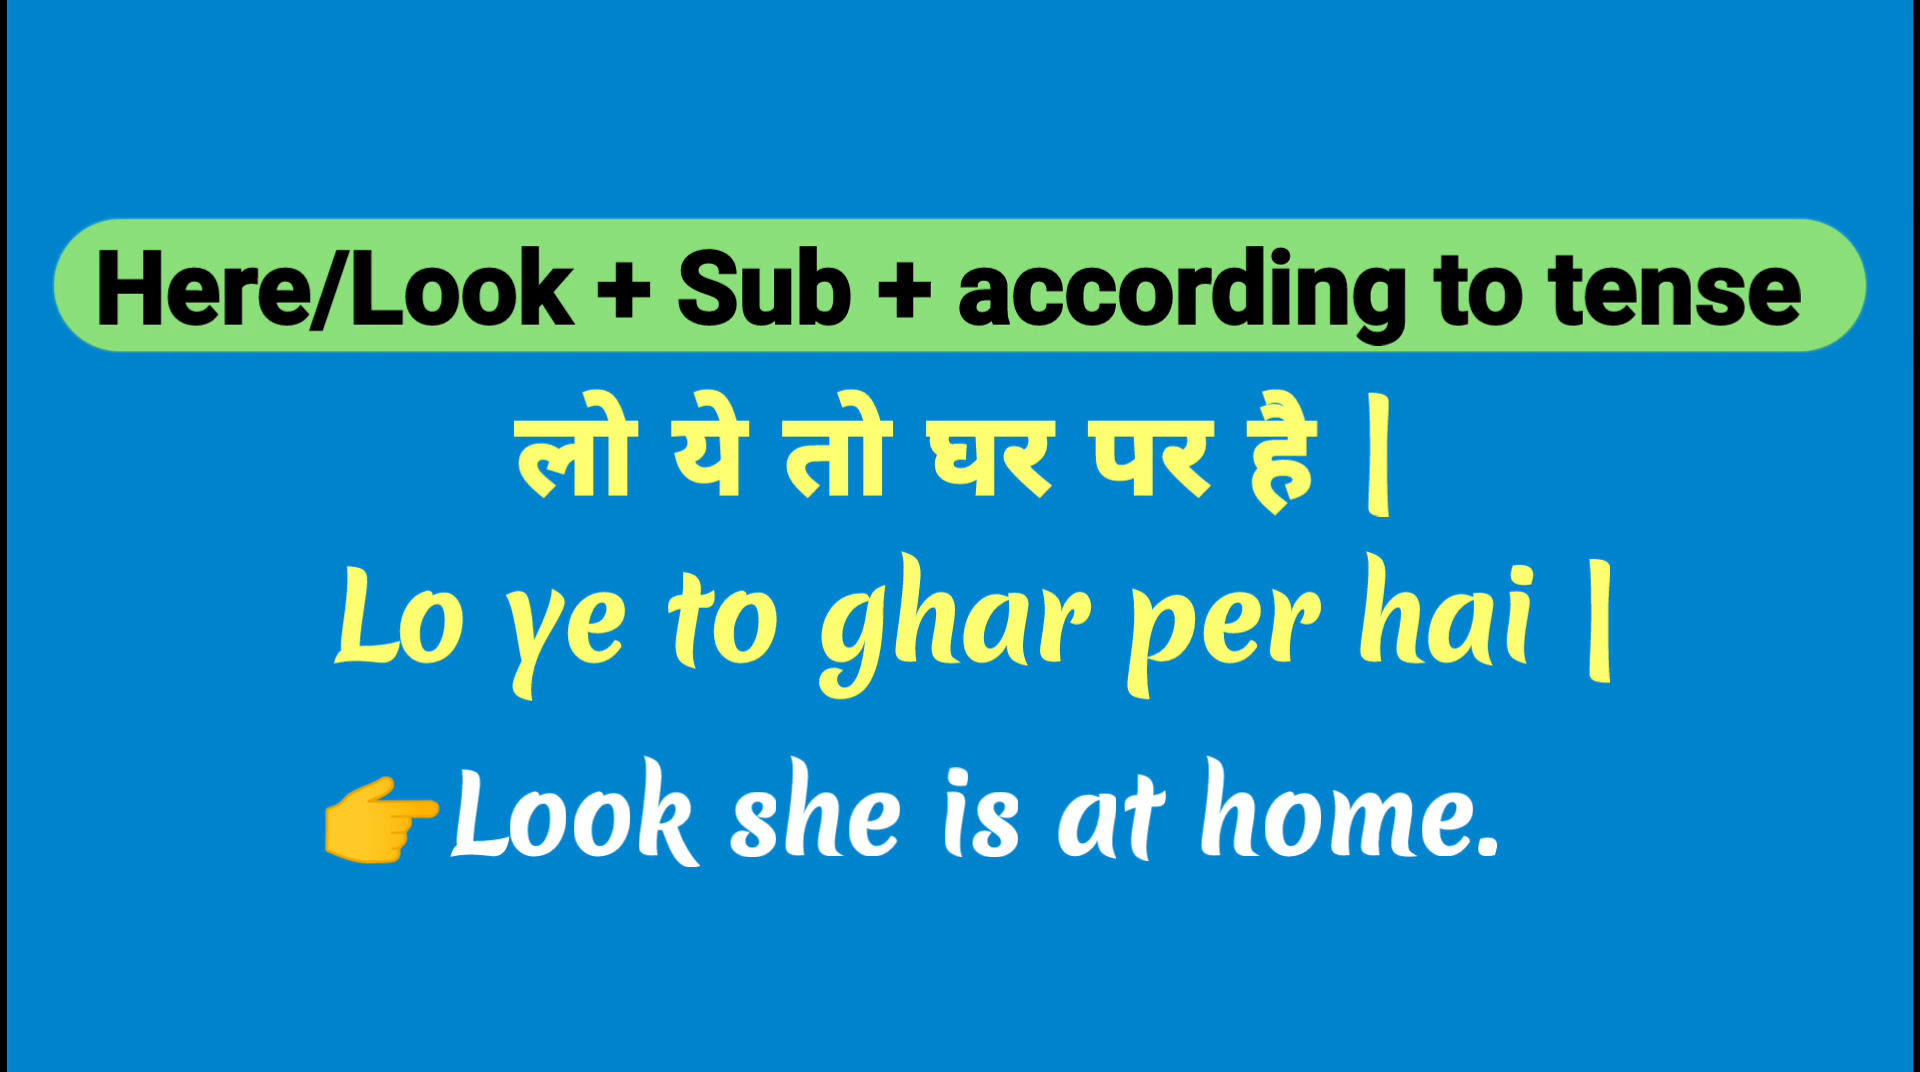 Here/Look + Sub + according to tense
लो ये तो घर पर है |
Lo ye to ghar per hai |
👉Look she is at home.